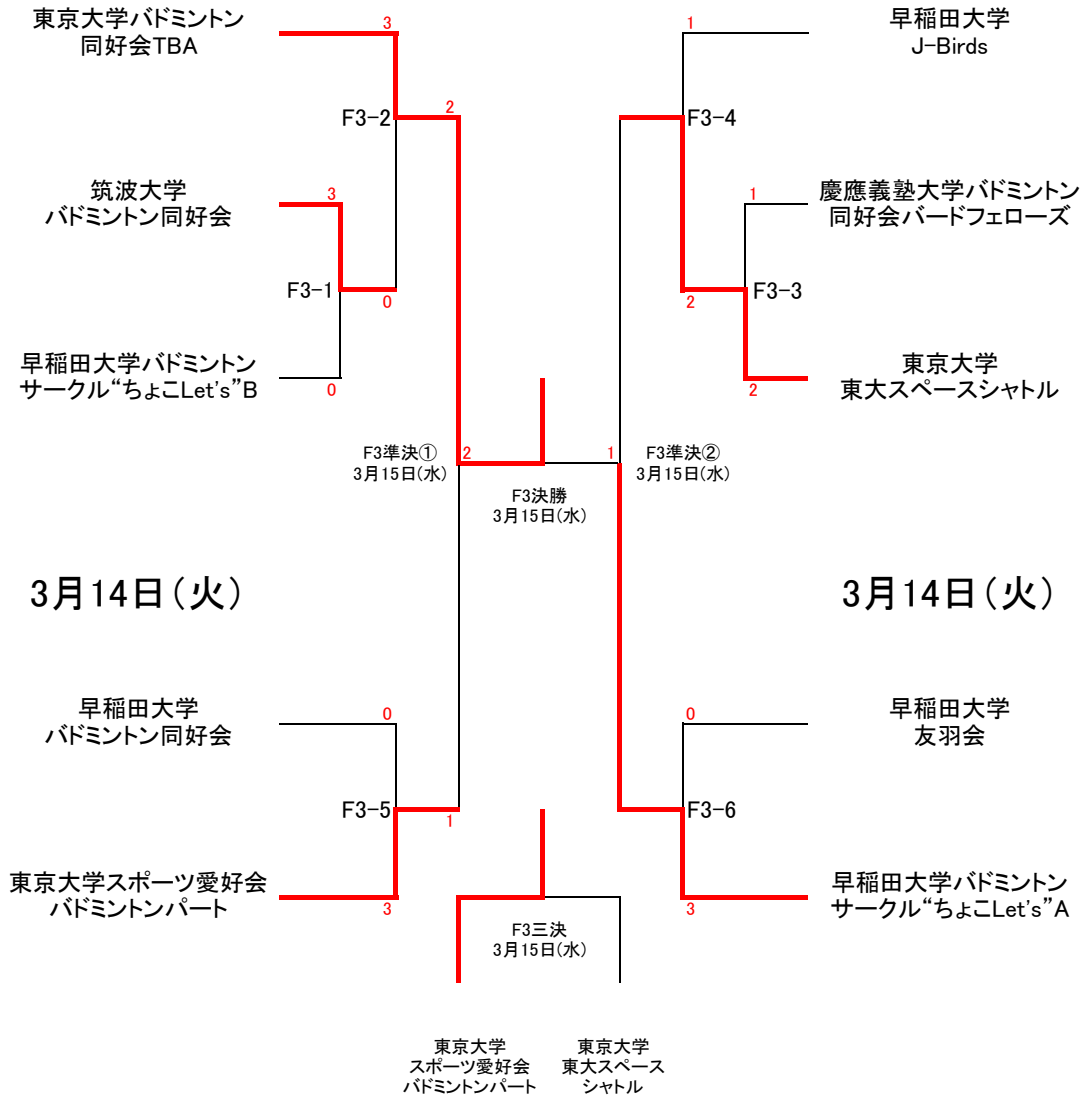 東京大学バドミントン
同好会TBA
3
F3-2
2
筑波大学
バドミントン同好会
3
F3-1
0
早稲田大学バドミントン
サークル“ちょこLet's”B
0
1
早稲田大学
J-Birds
F3-4
1
慶應義塾大学バドミントン
同好会バードフェローズ
F3-3
2
東京大学
東大スペースシャトル
2
F3準決①
3月15日(水)
2
F3決勝
3月15日(水)
1
F3準決②
3月15日(水)
3月14日(火)
3月14日(火)
早稲田大学
バドミントン同好会
0
F3-5
1
東京大学スポーツ愛好会
バドミントンパート
3
0
早稲田大学
友羽会
F3-6
早稲田大学バドミントン
サークル“ちょこLet's”A
3
F3三決
3月15日(水)
東京大学
スポーツ愛好会
バドミントンパート
東京大学
東大スペース
シャトル